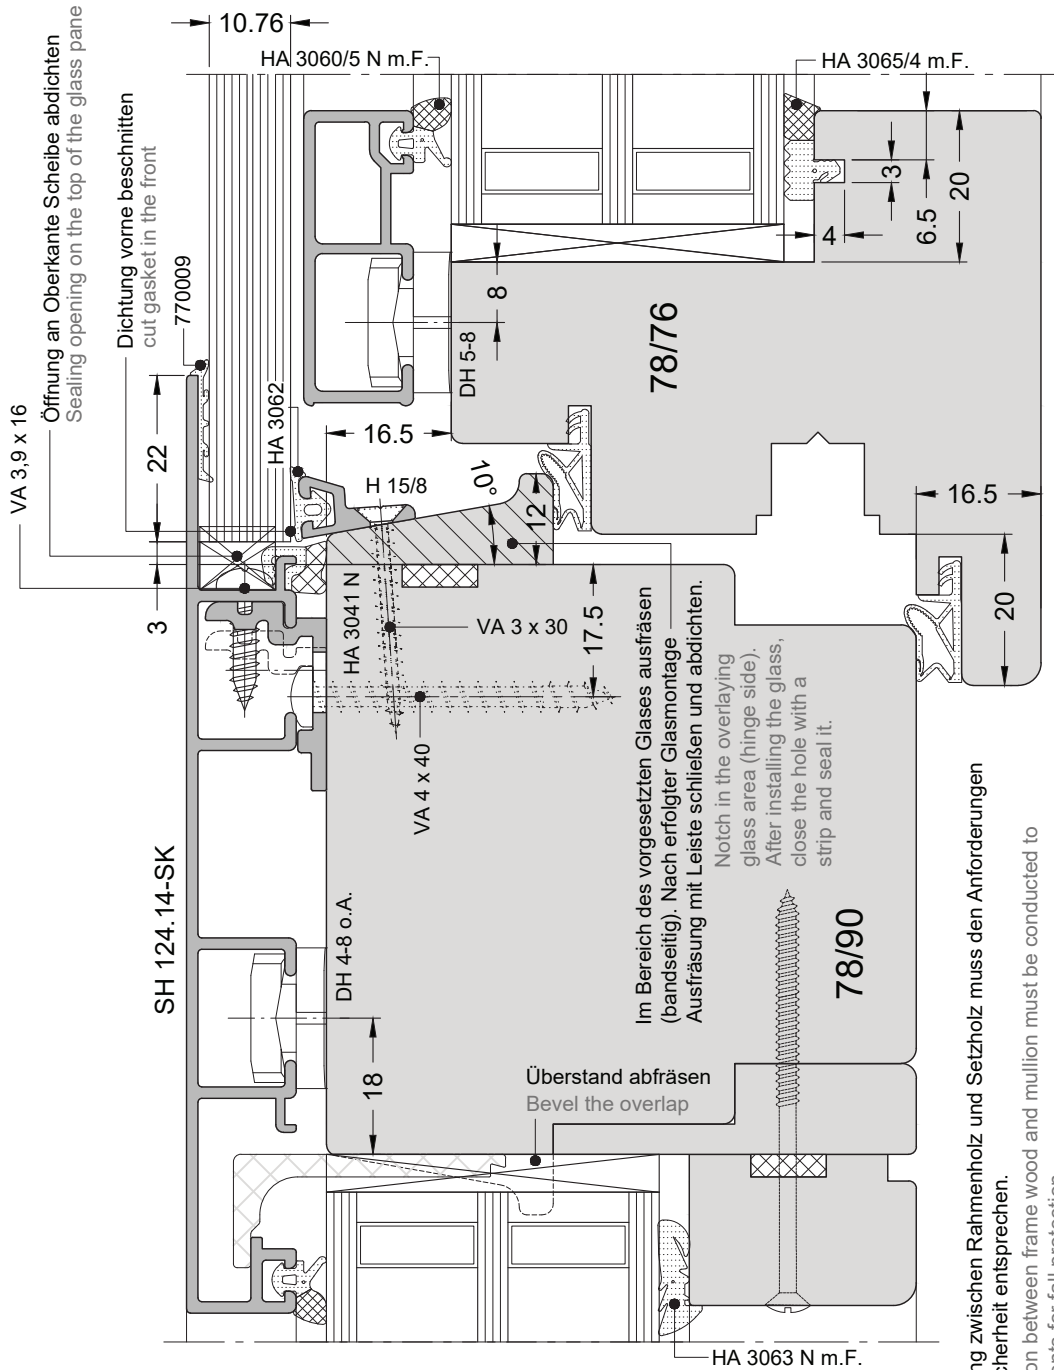 10.76
HA 3060/5 N m.F.
HA 3065/4 m.F.
VA 3,9 x 16
Öffnung an Oberkante Scheibe abdichten
Sealing opening on the top of the glass pane
770009
Dichtung vorne beschnitten
cut gasket in the front
22
3
HA 3062
16.5
H 15/8
10°
12
DH 5-8
8
78/76
4
3
6.5
20
16.5
20
HA 3041 N
VA 3 x 30
17.5
VA 4 x 40
SH 124.14-SK
DH 4-8 o.A.
18
Im Bereich des vorgesetzten Glases ausfräsen
(bandseitig). Nach erfolgter Glasmontage
Ausfräsung mit Leiste schließen und abdichten.
Notch in the overlaying
glass area (hinge side).
After installing the glass,
close the hole with a
strip and seal it.
78/90
Überstand abfräsen
Bevel the overlap
HA 3063 N m.F.
zwischen Rahmenholz und Setzholz muss den Anforderungen
entsprechen.
between frame wood and mullion must be conducted to
for fall protection